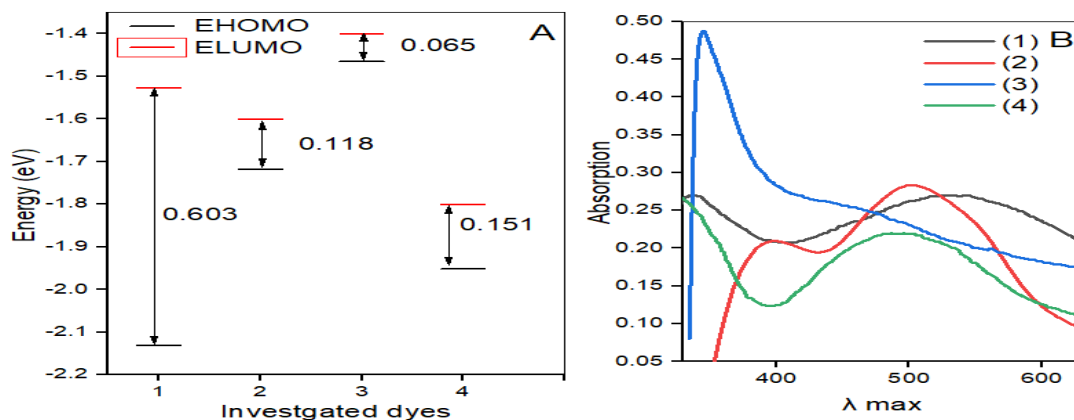 EHOMO
ELUMO
A
0.065
0.118
0.603
0.151
Energy (eV)
-1.4
-1.5
-1.6
-1.7
-1.8
-1.9
-2.0
-2.1
-2.2
1 2 3 4
Investgated dyes
B
(1)
(2)
(3)
(4)
Absorption
0.50
0.45
0.40
0.35
0.30
0.25
0.20
0.15
0.10
0.05
400 500 600
λ max